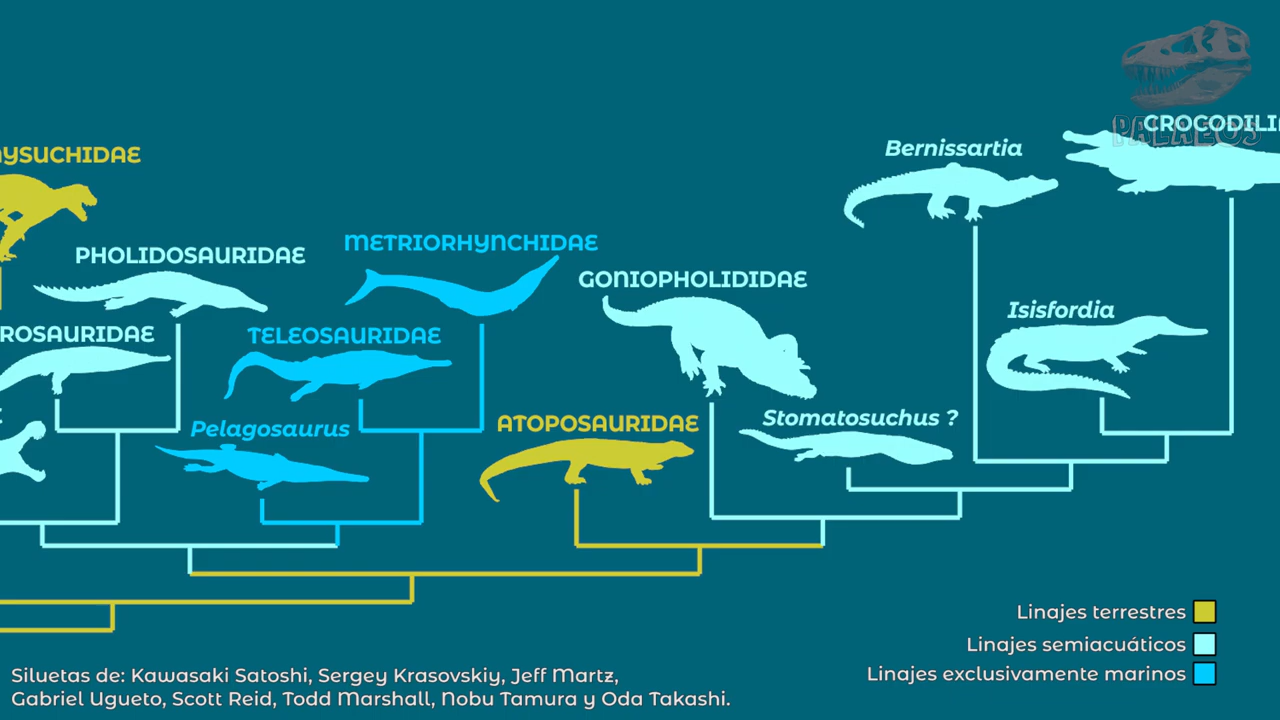 CROCODILI
PALAEOS
Bernissartia
YSUCHIDAE
METRIORHYNCHIDAE
PHOLIDOSAURIDAE
GONIOPHOLIDIDAE
Isisfordia
ROSAURIDAE
TELEOSAURIDAE
Stomatosuchus ?
ATOPOSAURIDAE
Pelagosaurus
Linajes terrestres
Linajes semiacuáticos
Linajes exclusivamente marinos
Siluetas de: Kawasaki Satoshi, Sergey Krasovskiy, Jeff Martz,
Gabriel Ugueto, Scott Reid, Todd Marshall, Nobu Tamura y Oda Takashi.